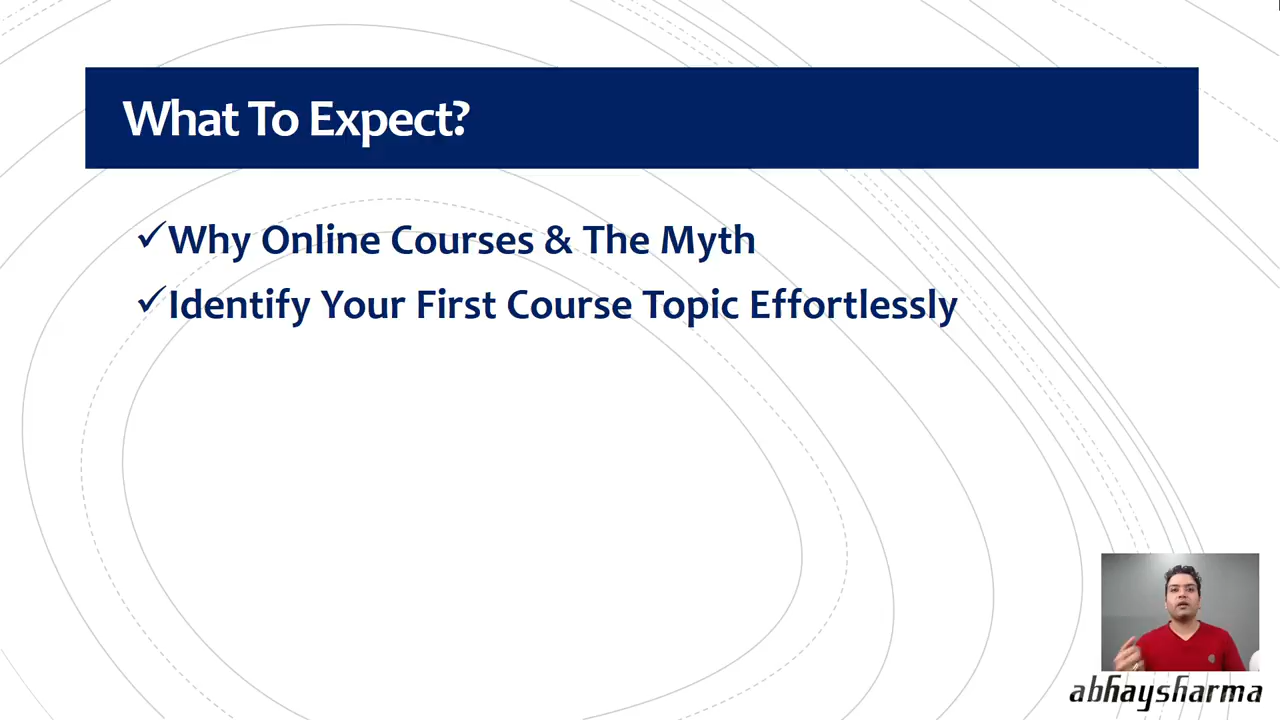 What To Expect?
✓Why Online Courses & The Myth
✓Identify Your First Course Topic Effortlessly
abhaysharma